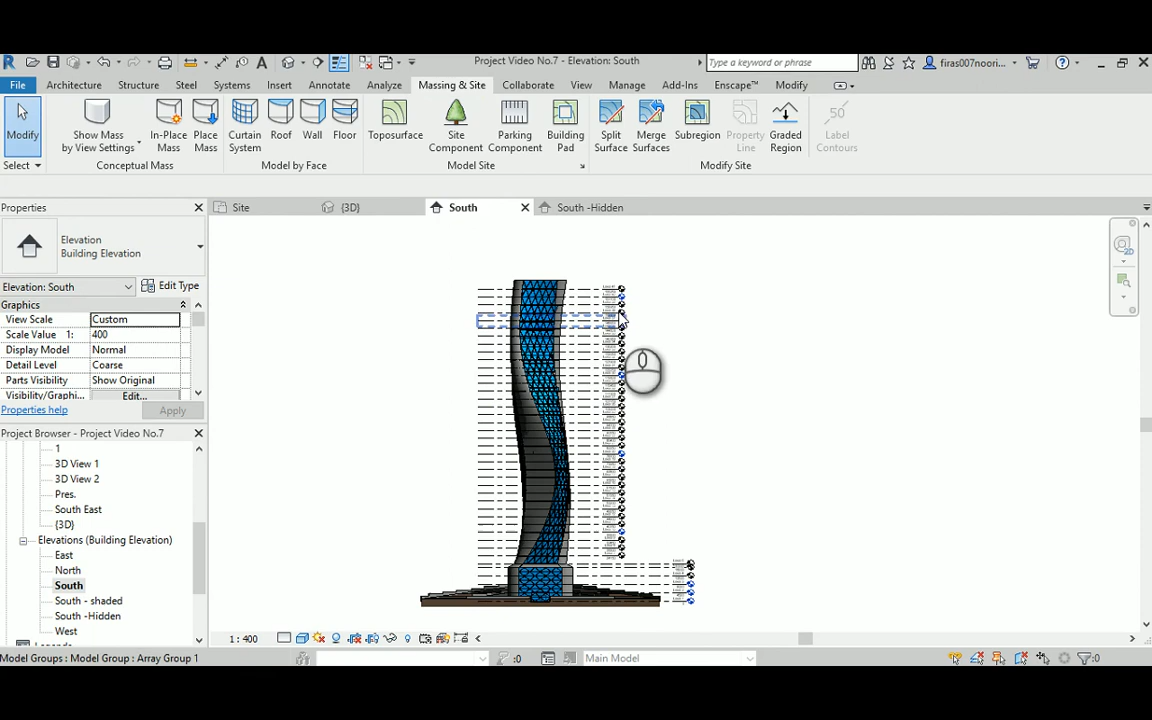 Project Video No.7 - Elevation: South
Type a keyword or phrase
firas007noori...
File Architecture Structure Steel Systems Insert Annotate Analyze Massing & Site Collaborate View Manage Add-Ins Enscape™ Modify
Modify
Show Mass
by View Settings
In-Place
Mass
Place
Mass
Curtain
System
Roof
Wall
Floor
Toposurface
Site
Component
Parking
Component
Building
Pad
Split
Surface
Merge
Surfaces
Subregion
Property
Line
Graded
Region
50
Label
Contours
Select
Conceptual Mass
Model by Face
Model Site
Modify Site
Properties
Site
{3D}
South
South -Hidden
Elevation
Building Elevation
Elevation: South
Edit Type
Graphics
View Scale Custom
Scale Value 1: 400
Display Model Normal
Detail Level Coarse
Parts Visibility Show Original
Visibility/Graphi... Edit...
Properties help
Apply
Project Browser - Project Video No.7
1
3D View 1
3D View 2
Pres.
South East
{3D}
Elevations (Building Elevation)
East
North
South
South - shaded
South -Hidden
West
2D
1 : 400
Model Groups : Model Group : Array Group 1
:0
Main Model
:0